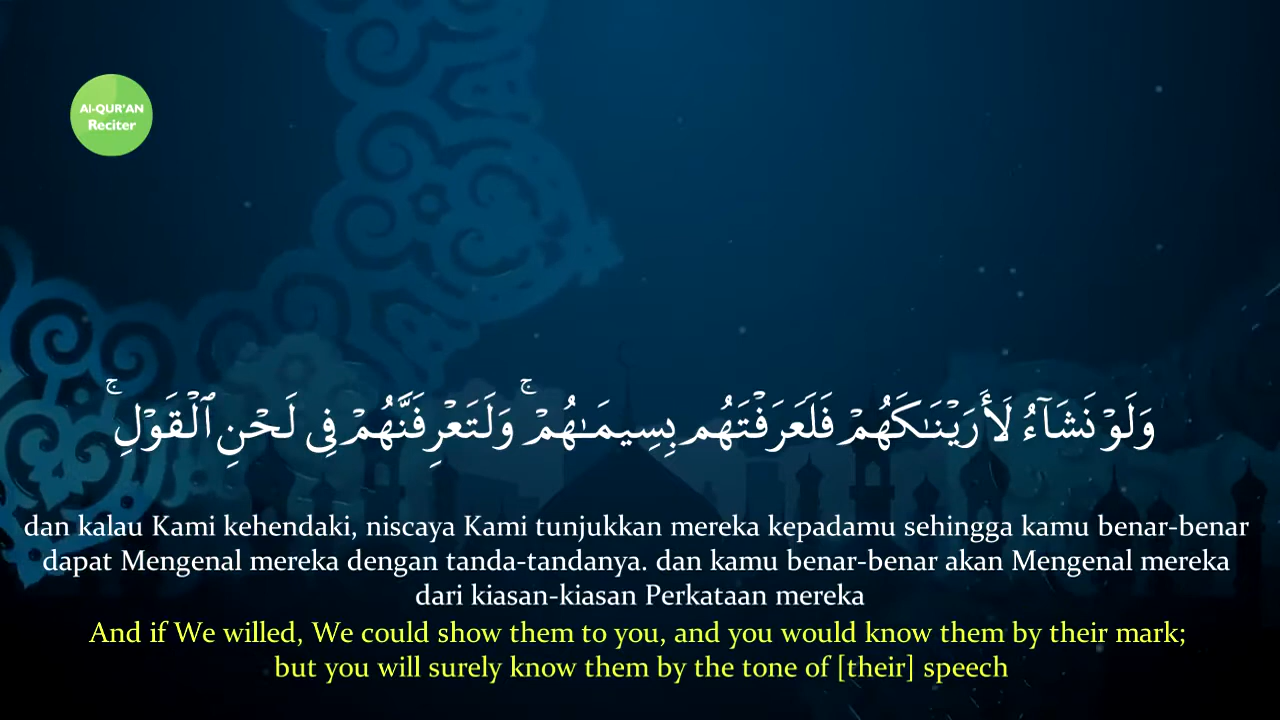 Al-QUR'AN
Reciter
وَلَوْ نَشَآءُ لَأَرَيْنَـٰكَهُمْ فَلَعَرَفْتَهُم بِسِيمَـٰهُمْ ۚ وَلَتَعْرِفَنَّهُمْ فِى لَحْنِ ٱلْقَوْلِ ۚ
dan kalau Kami kehendaki, niscaya Kami tunjukkan mereka kepadamu sehingga kamu benar-benar
dapat Mengenal mereka dengan tanda-tandanya. dan kamu benar-benar akan Mengenal mereka
dari kiasan-kiasan Perkataan mereka
And if We willed, We could show them to you, and you would know them by their mark;
but you will surely know them by the tone of [their] speech